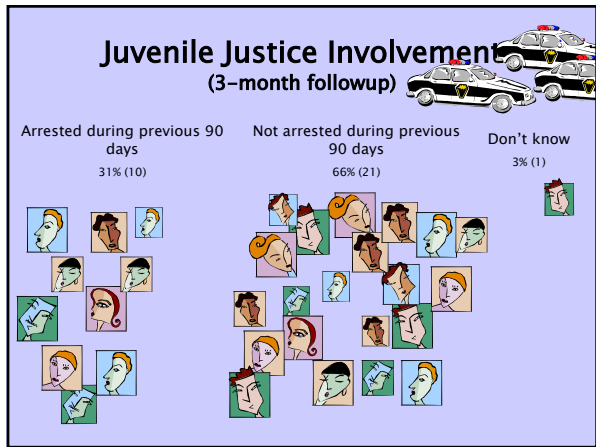 Juvenile Justice Involvement
(3-month followup)
Arrested during previous 90
days
31% (10)
Not arrested during previous
90 days
66% (21)
Don't know
3% (1)